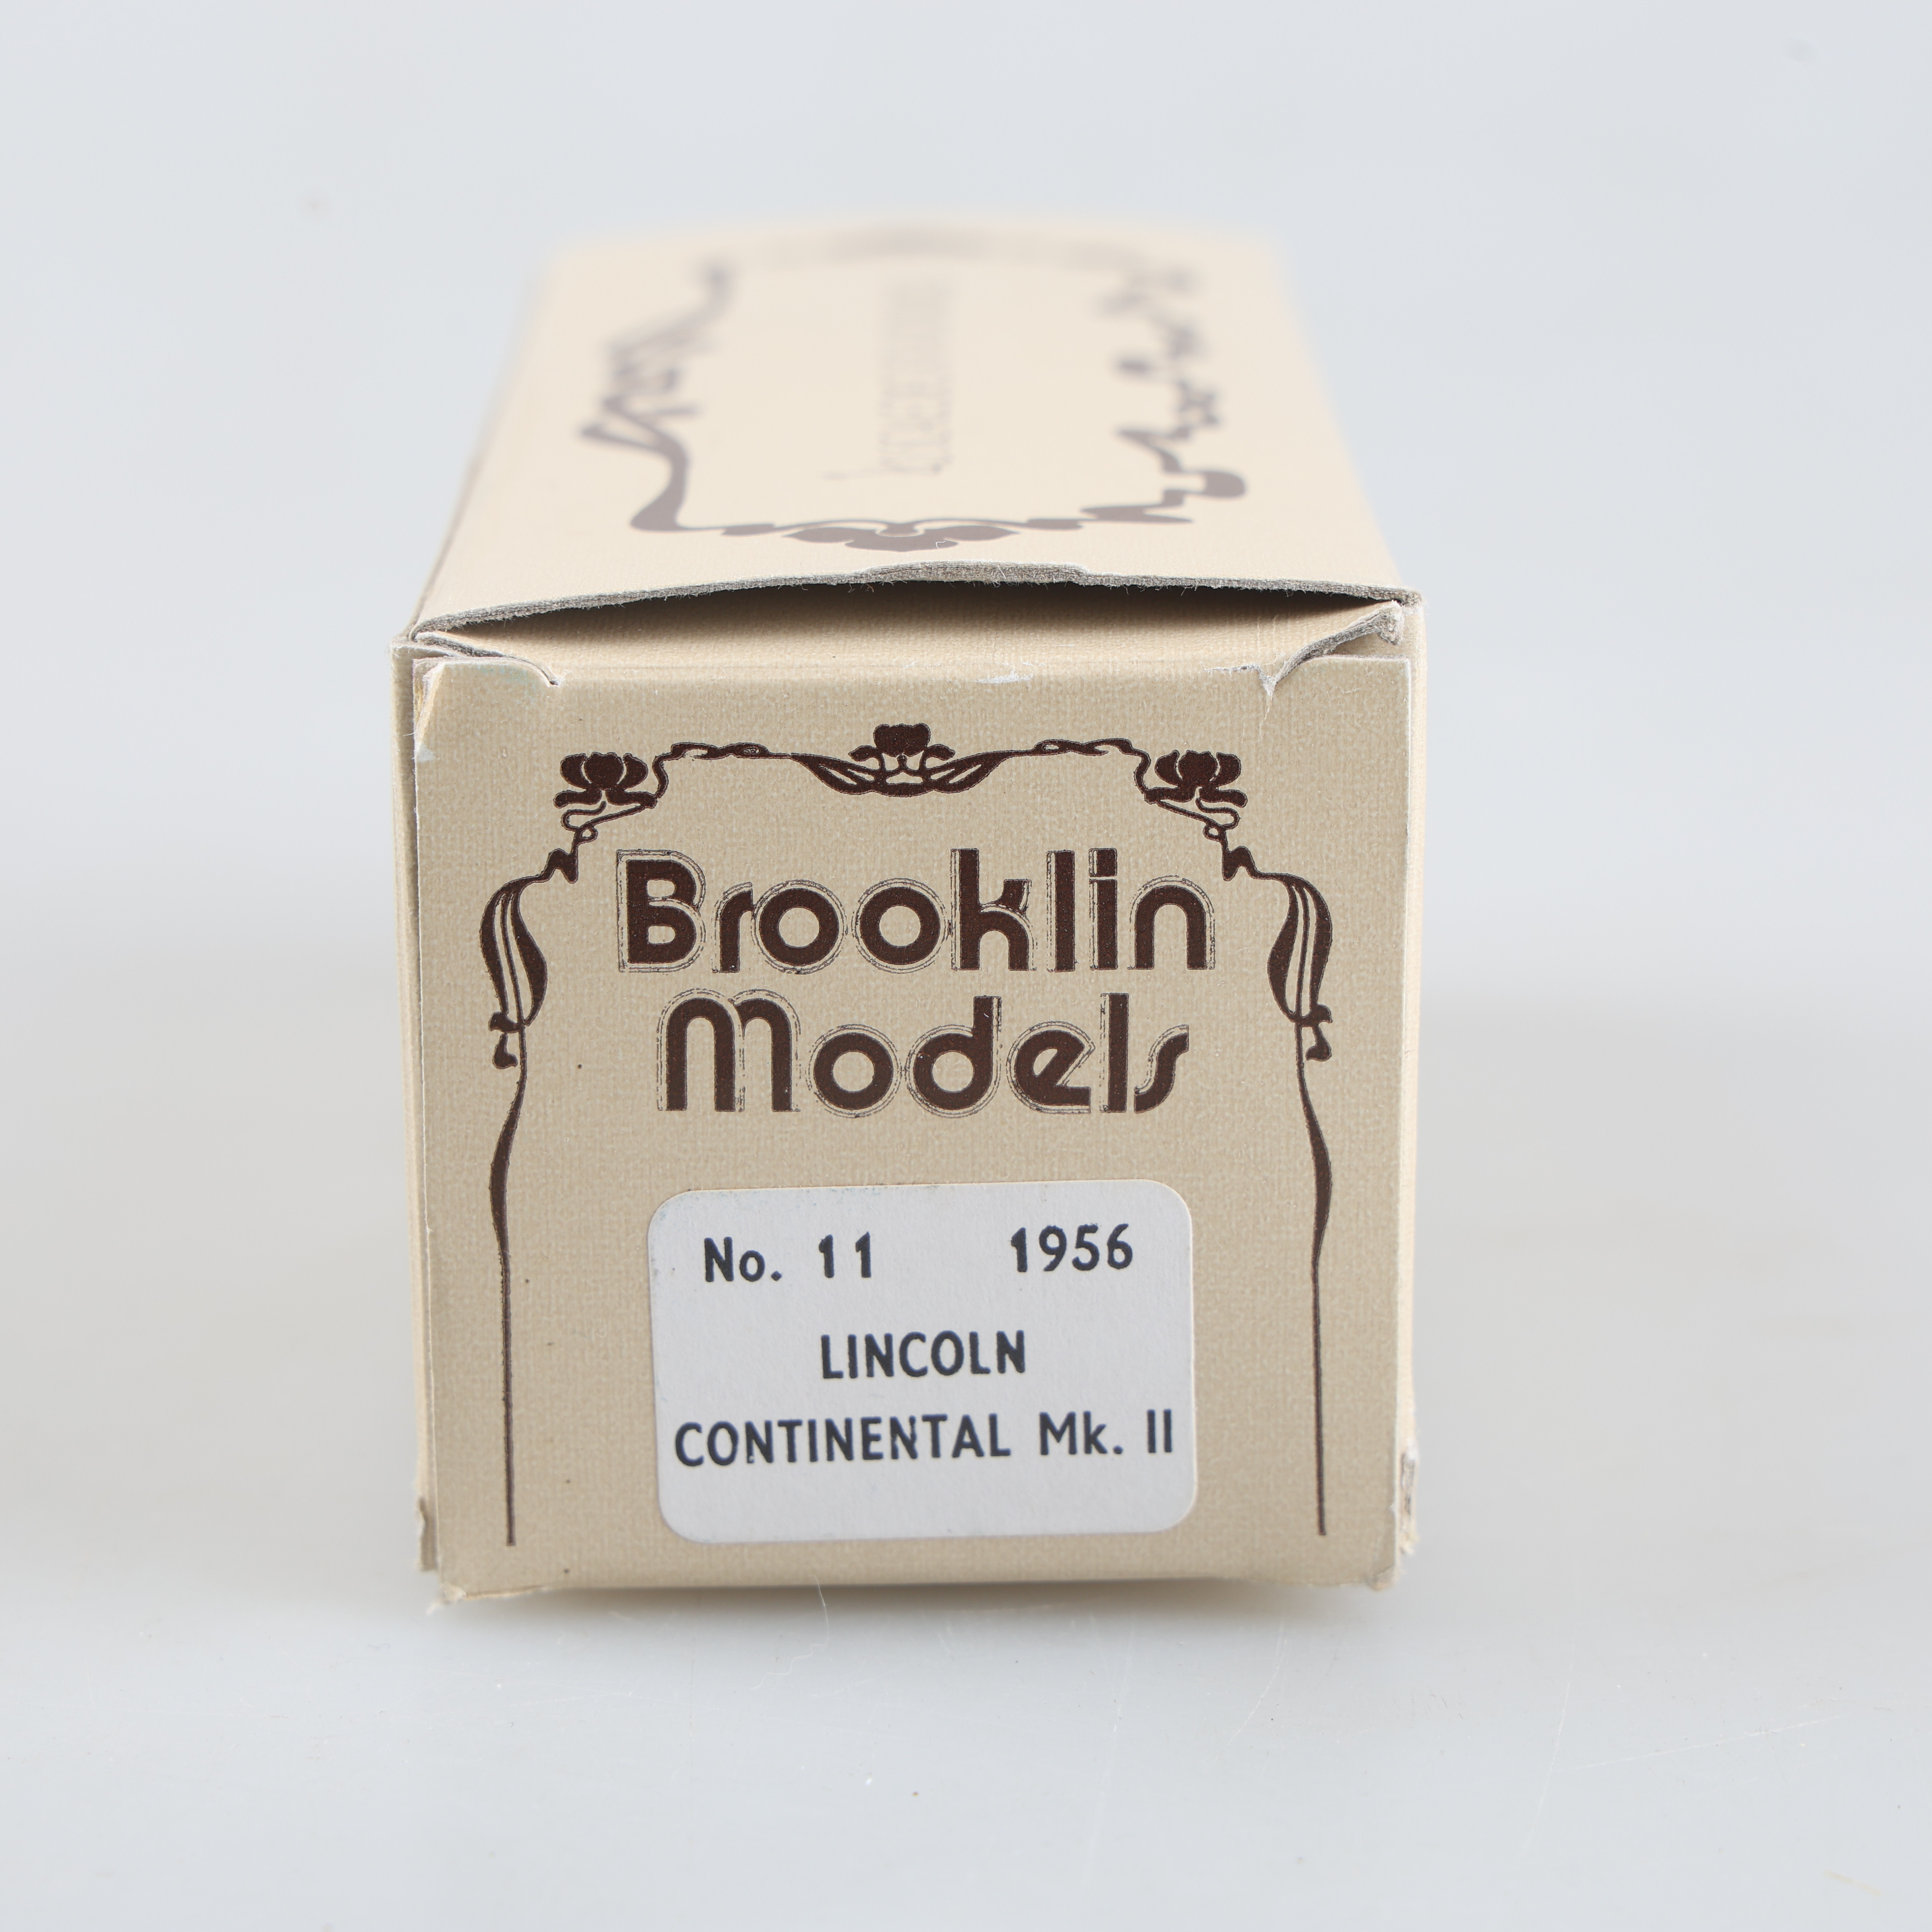 Brooklin
Models
No. 11 1956
LINCOLN
CONTINENTAL Mk. II